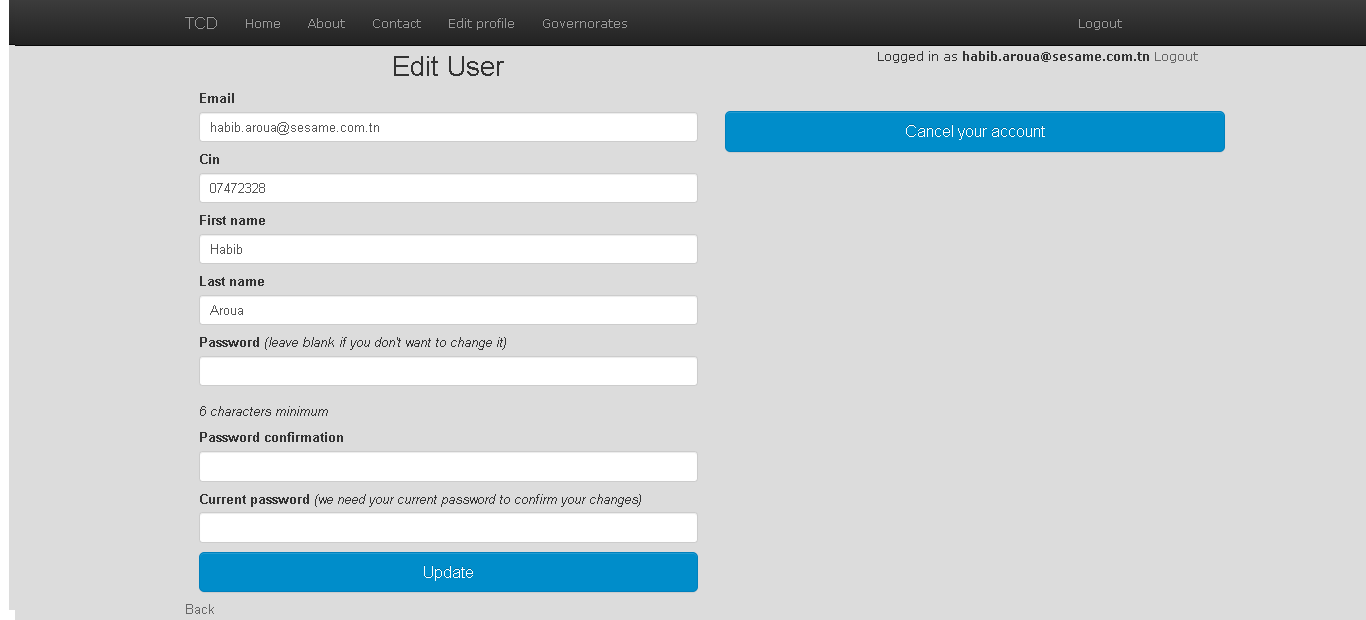 TCD Home About Contact Edit profile Governorates Logout
Logged in as habib.aroua@sesame.com.tn Logout
Edit User
Email
habib.aroua@sesame.com.tn
Cancel your account
Cin
07472328
First name
Habib
Last name
Aroua
Password (leave blank if you don't want to change it)
6 characters minimum
Password confirmation
Current password (we need your current password to confirm your changes)
Update
Back